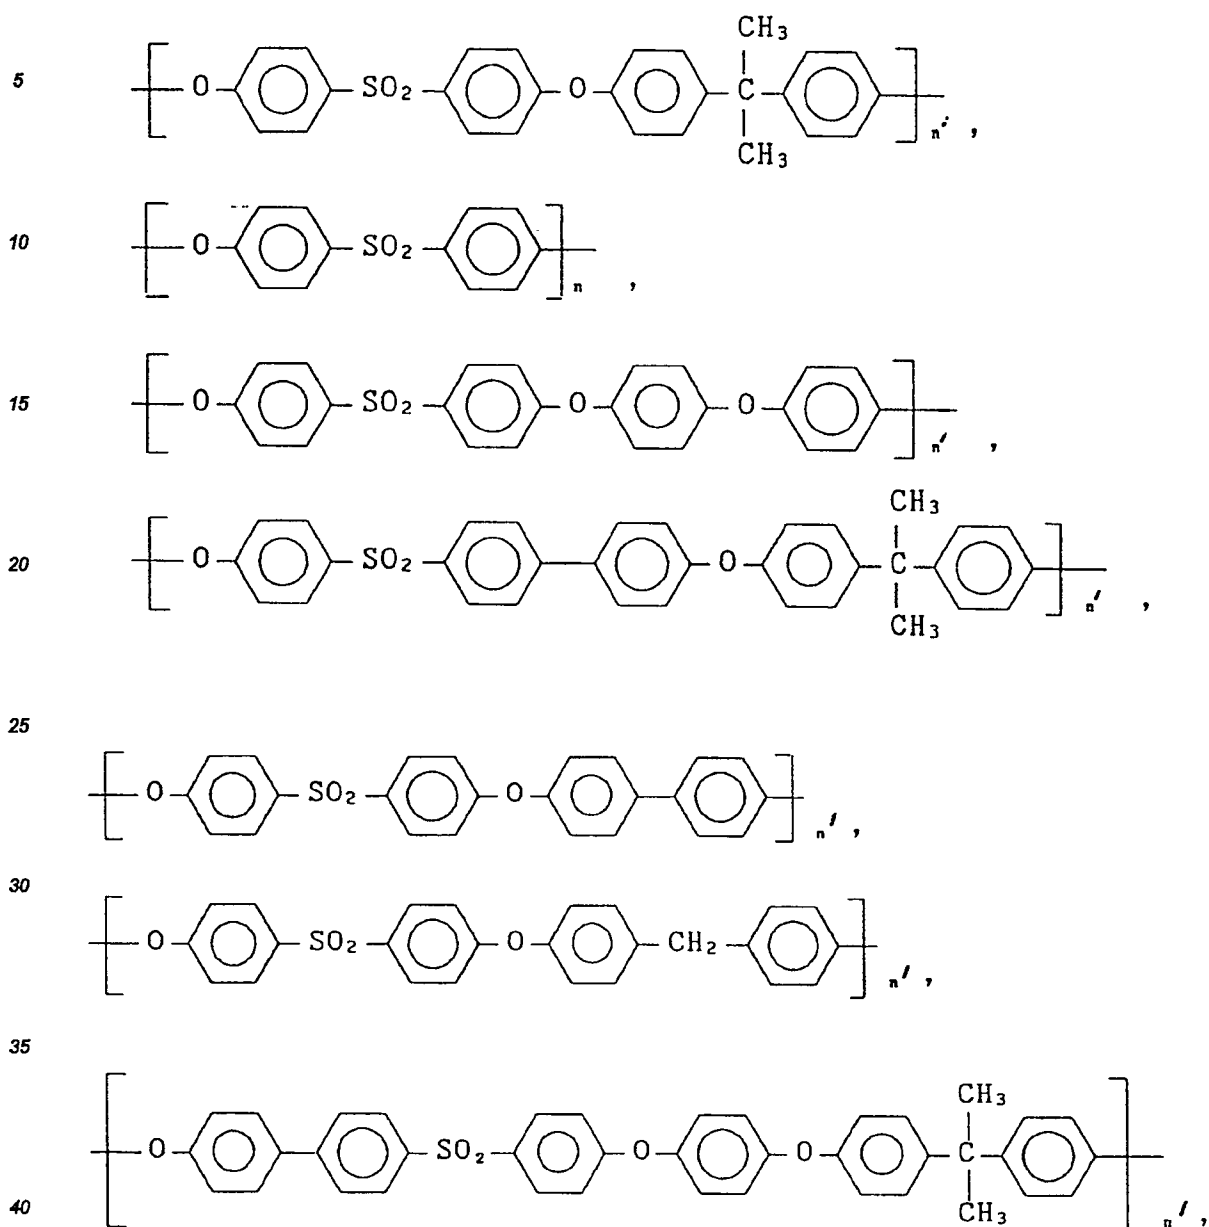 CH3
5 O SO2 O C n',
CH3
10 O SO2 n ,
15 O SO2 O O n' ,
CH3
20 O SO2 O C n' ,
CH3
25
O SO2 O n' ,
30
O SO2 O CH2 n' ,
35
CH3
O SO2 O O C
40 CH3 n' ,